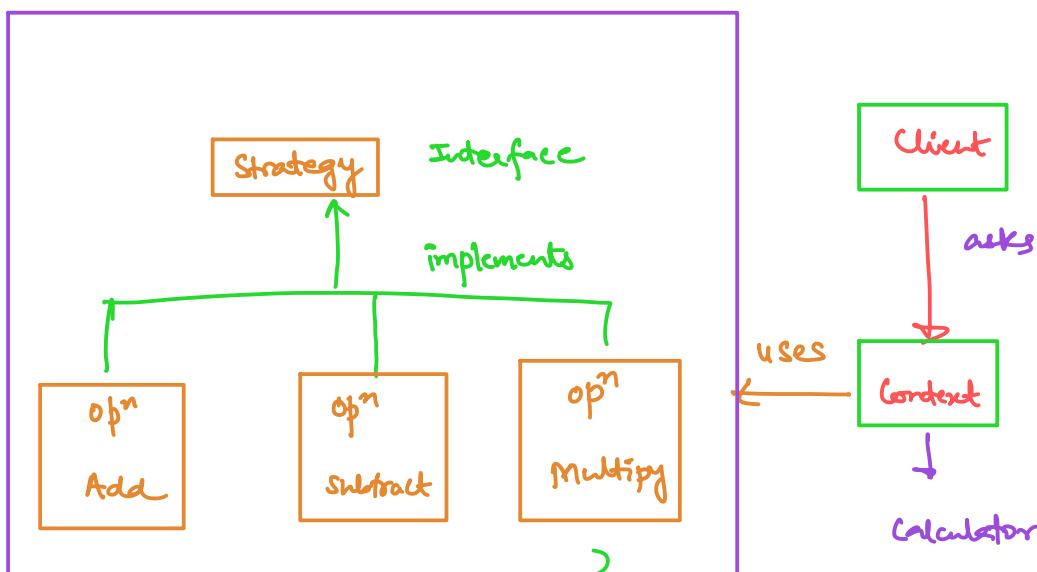 Strategy
Interface
implements
opⁿ
Add
opⁿ
Subtract
opⁿ
Multipy
Client
asks
uses
Context
Calculator